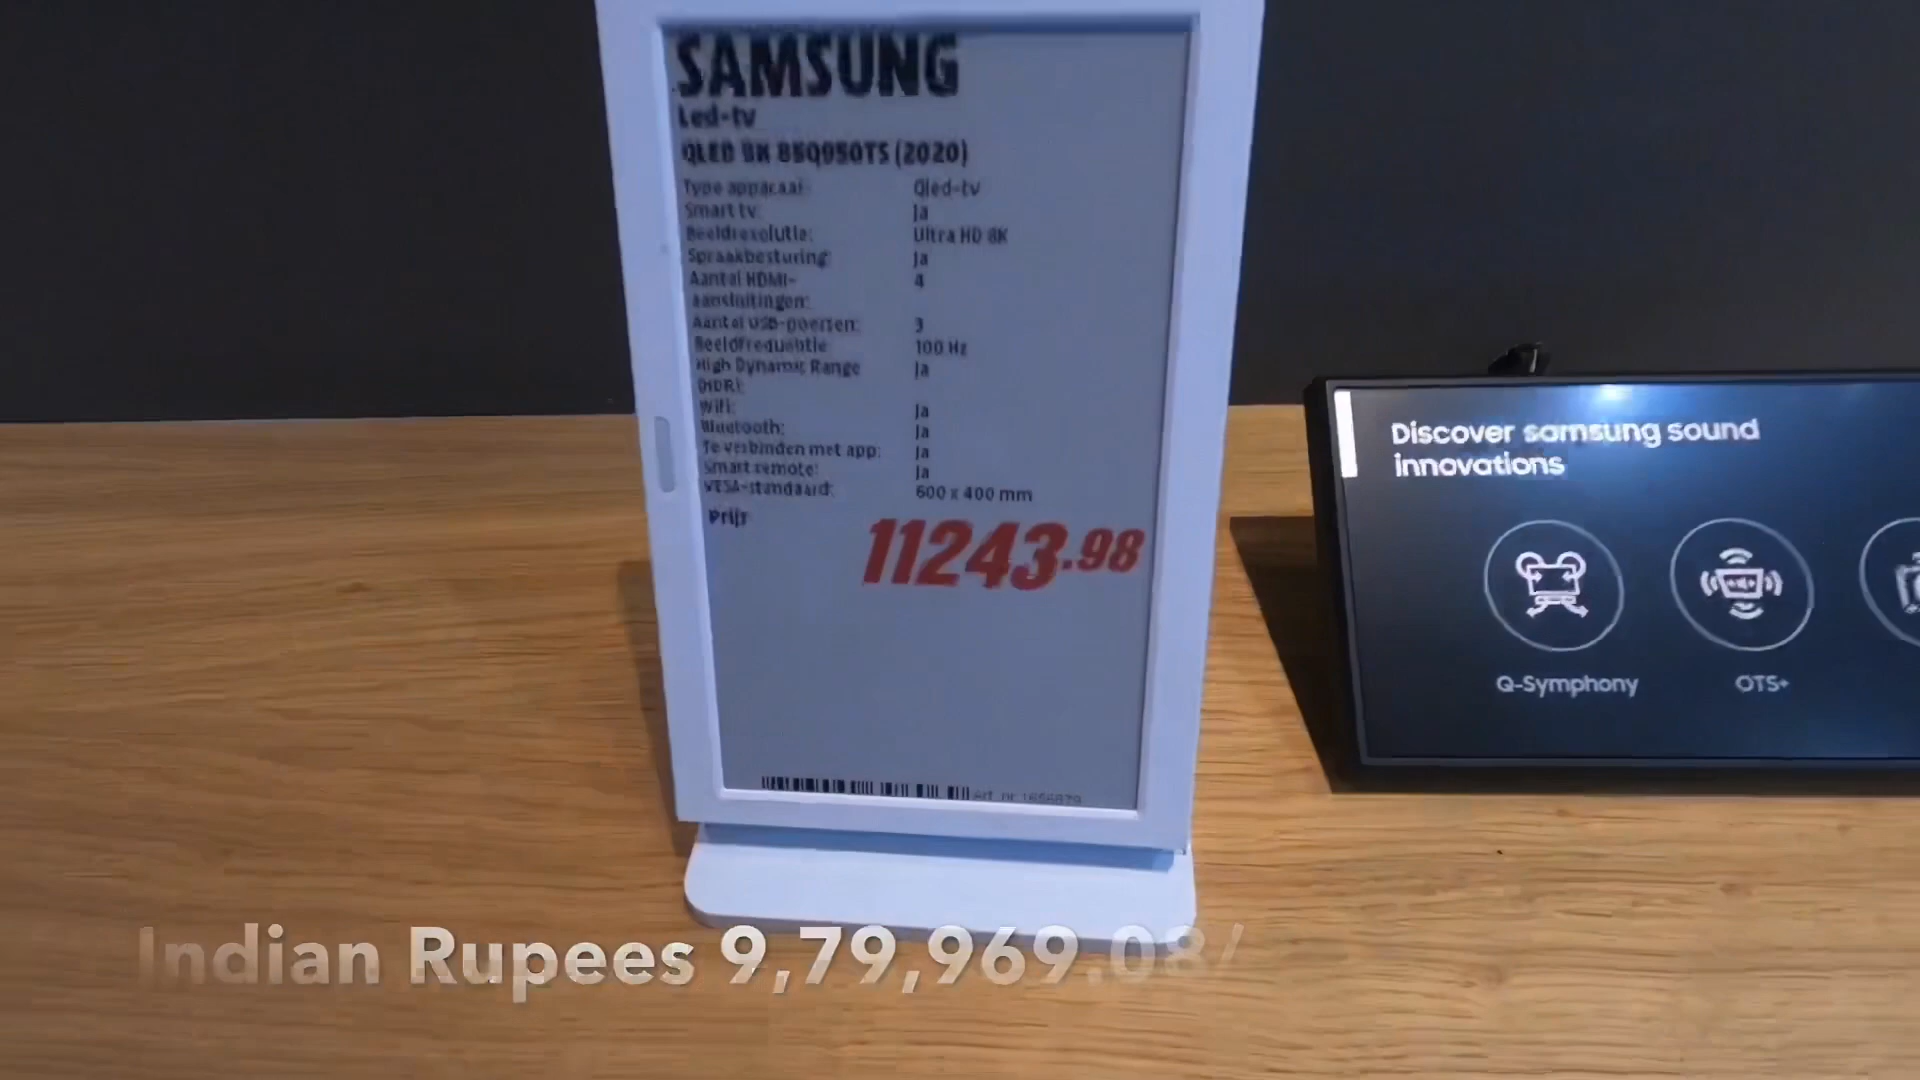 SAMSUNG
Led-tv
QLED 8K 85Q950TS (2020)
Type apparaat: Qled-tv
Smart tv: Ja
Beeldresolutie: Ultra HD 8K
Spraakbesturing: Ja
Aantal HDMI- 4
aansluitingen:
Aantal USB-poorten: 3
Beeldfrequentie 100 Hz
High Dynamic Range Ja
(HDR):
Wifi: Ja
Bluetooth: Ja
Te verbinden met app: Ja
Smart remote: Ja
VESA-standaard: 600 x 400 mm
Prijs
11243.98
art. nr. 1656879
Discover samsung sound
innovations
Q-Symphony OTS+
Indian Rupees 9,79,969.08/